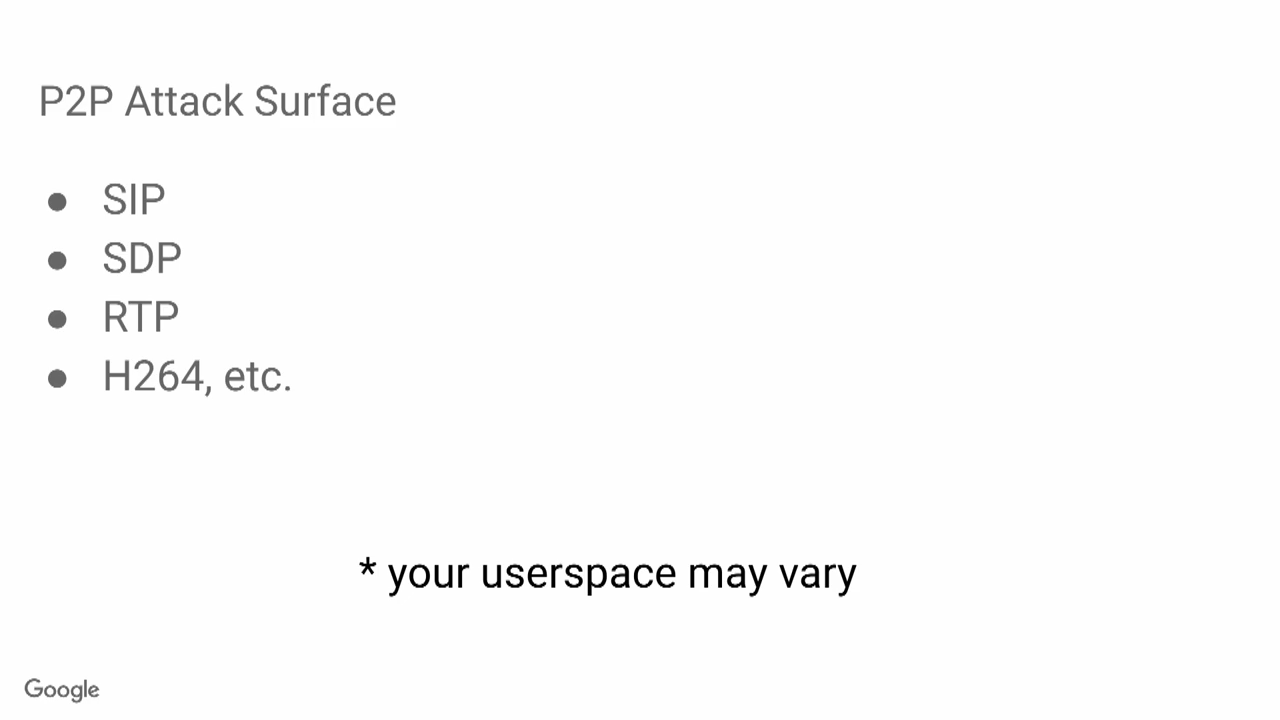 P2P Attack Surface
● SIP
● SDP
● RTP
● H264, etc.
* your userspace may vary
Google